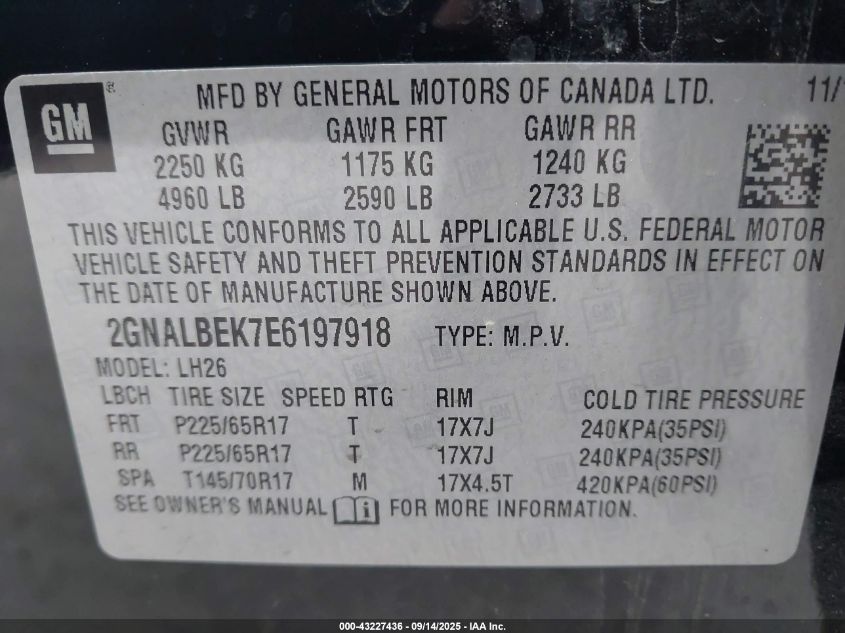 GM ®
MFD BY GENERAL MOTORS OF CANADA LTD. 11/
GVWR GAWR FRT GAWR RR
2250 KG 1175 KG 1240 KG
4960 LB 2590 LB 2733 LB
THIS VEHICLE CONFORMS TO ALL APPLICABLE U.S. FEDERAL MOTOR
VEHICLE SAFETY AND THEFT PREVENTION STANDARDS IN EFFECT ON
THE DATE OF MANUFACTURE SHOWN ABOVE.
2GNALBEK7E6197918 TYPE: M.P.V.
MODEL: LH26
LBCH TIRE SIZE SPEED RTG RIM COLD TIRE PRESSURE
FRT P225/65R17 T 17X7J 240KPA(35PSI)
RR P225/65R17 T 17X7J 240KPA(35PSI)
SPA T145/70R17 M 17X4.5T 420KPA(60PSI)
SEE OWNER'S MANUAL i FOR MORE INFORMATION.
000-43227436 - 09/14/2025 - IAA Inc.